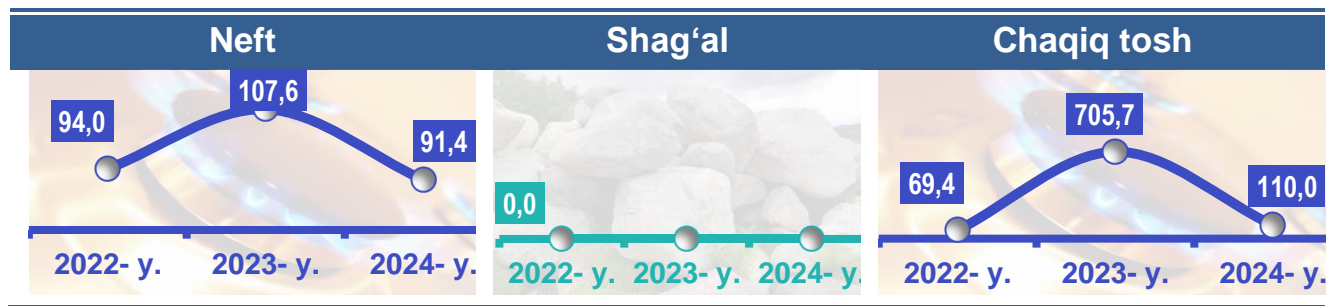 Neft
107,6
94,0
91,4
2022- y. 2023- y. 2024- y.
Shag‘al
0,0
2022- y. 2023- y. 2024- y.
Chaqiq tosh
705,7
69,4
110,0
2022- y. 2023- y. 2024- y.